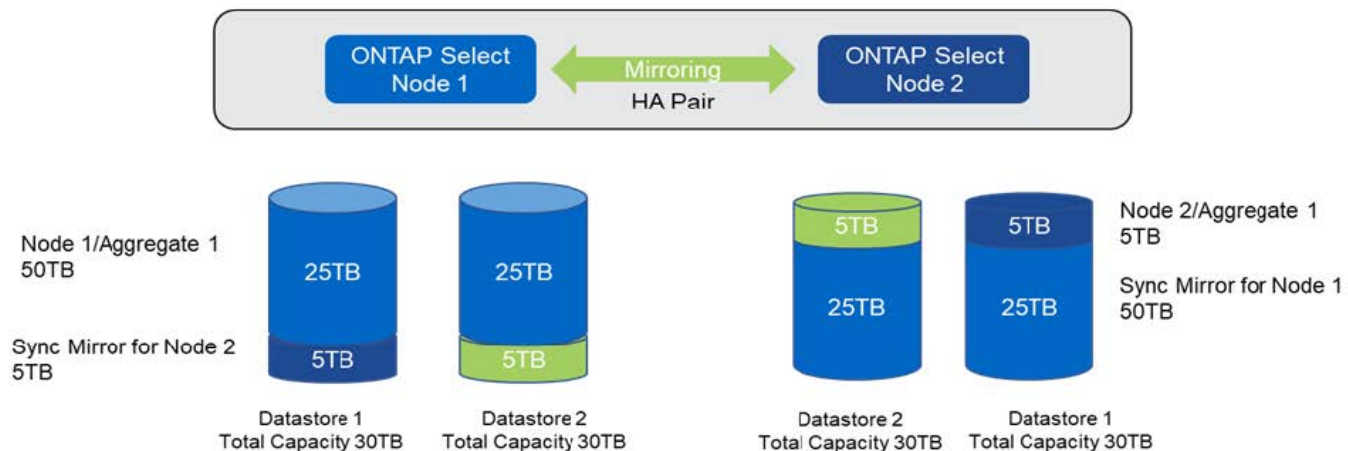 ONTAP Select
Node 1
Mirroring
HA Pair
ONTAP Select
Node 2
Node 1/Aggregate 1
50TB
Sync Mirror for Node 2
5TB
25TB
5TB
25TB
5TB
5TB
25TB
5TB
25TB
Node 2/Aggregate 1
5TB
Sync Mirror for Node 1
50TB
Datastore 1
Total Capacity 30TB
Datastore 2
Total Capacity 30TB
Datastore 2
Total Capacity 30TB
Datastore 1
Total Capacity 30TB